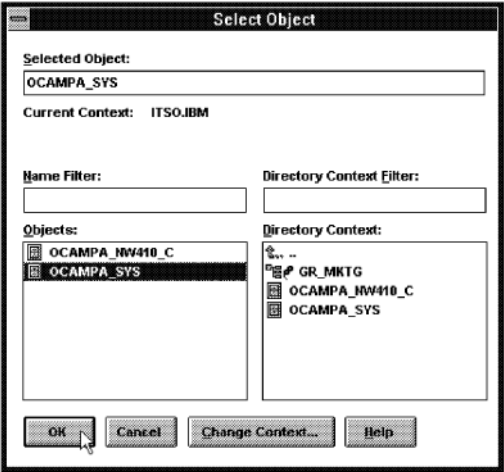 Select Object
Selected Object:
OCAMPA_SYS
Current Context: ITSO.IBM
Name Filter:
Directory Context Filter:
Objects:
OCAMPA_NW410_C
OCAMPA_SYS
Directory Context:
..
GR_MKTG
OCAMPA_NW410_C
OCAMPA_SYS
OK Cancel Change Context... Help